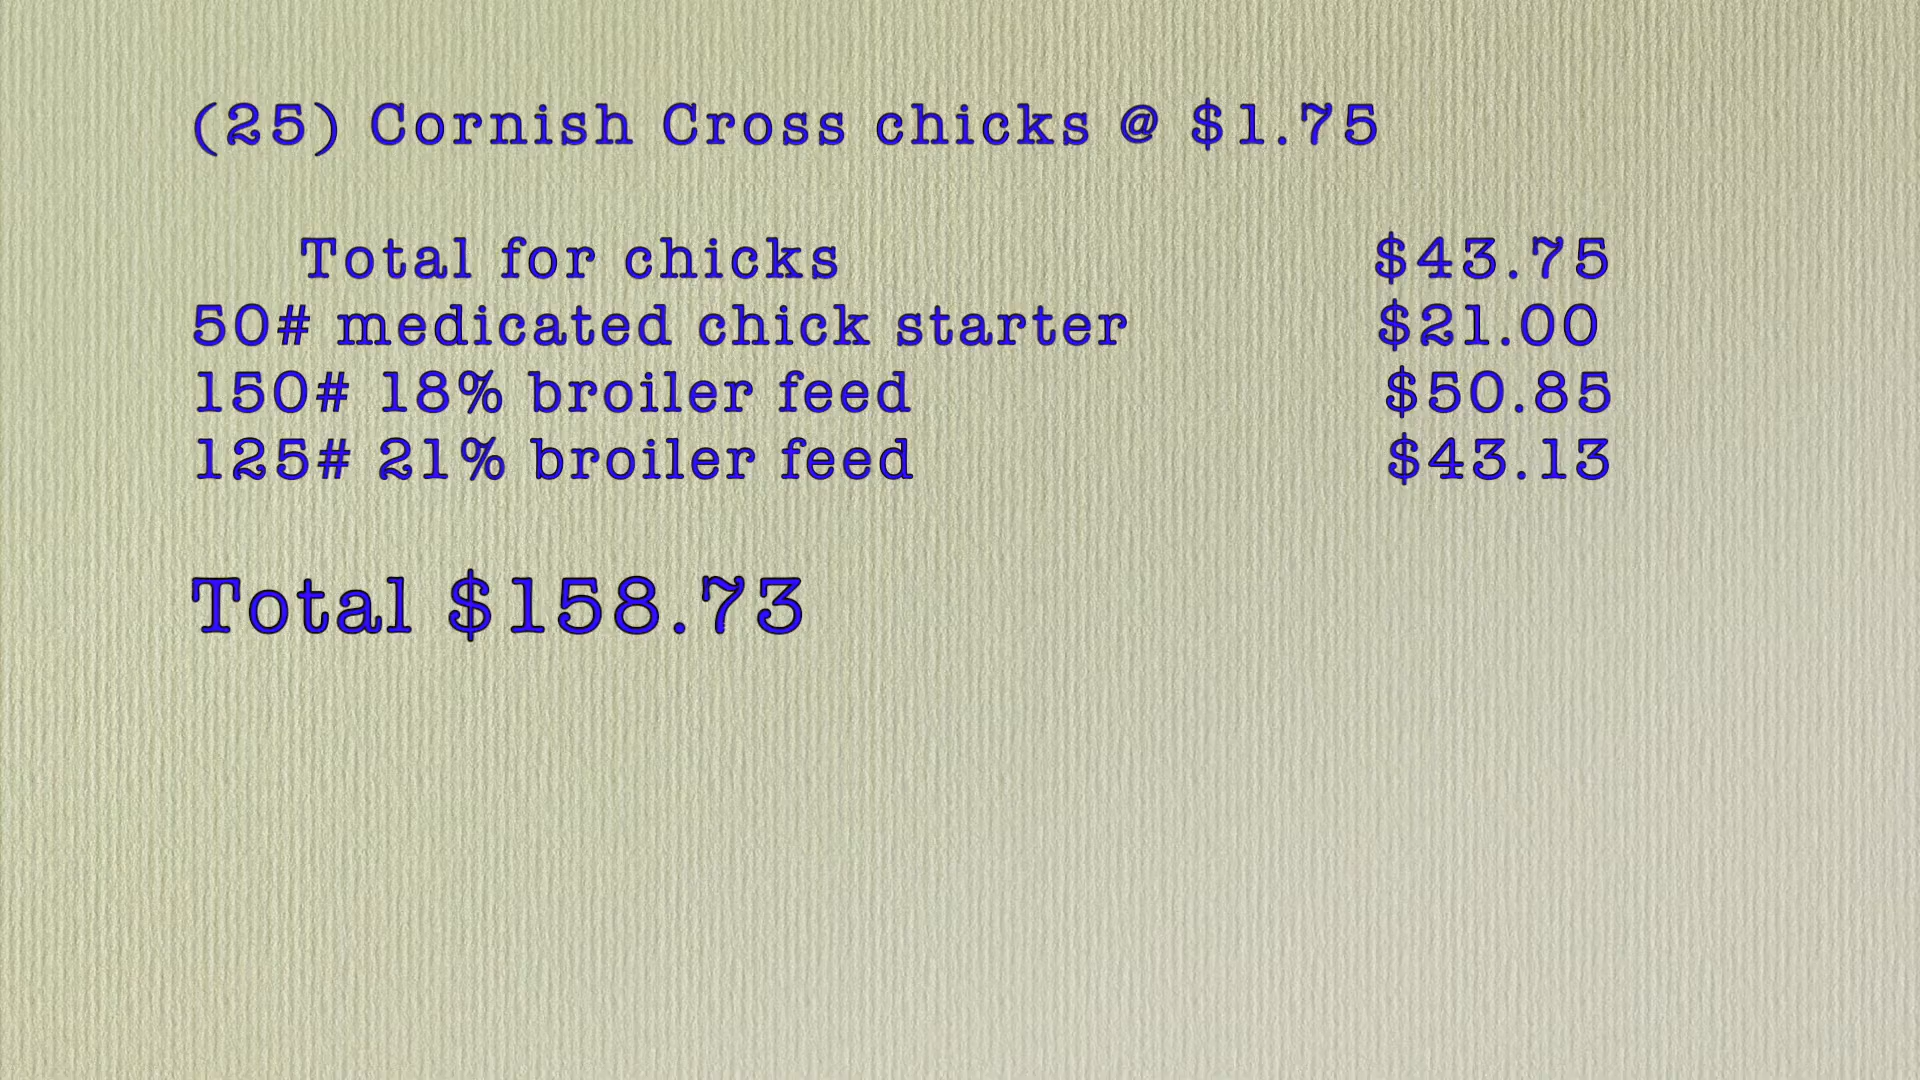 (25) Cornish Cross chicks @ $1.75
Total for chicks $43.75
50# medicated chick starter $21.00
150# 18% broiler feed $50.85
125# 21% broiler feed $43.13
Total $158.73